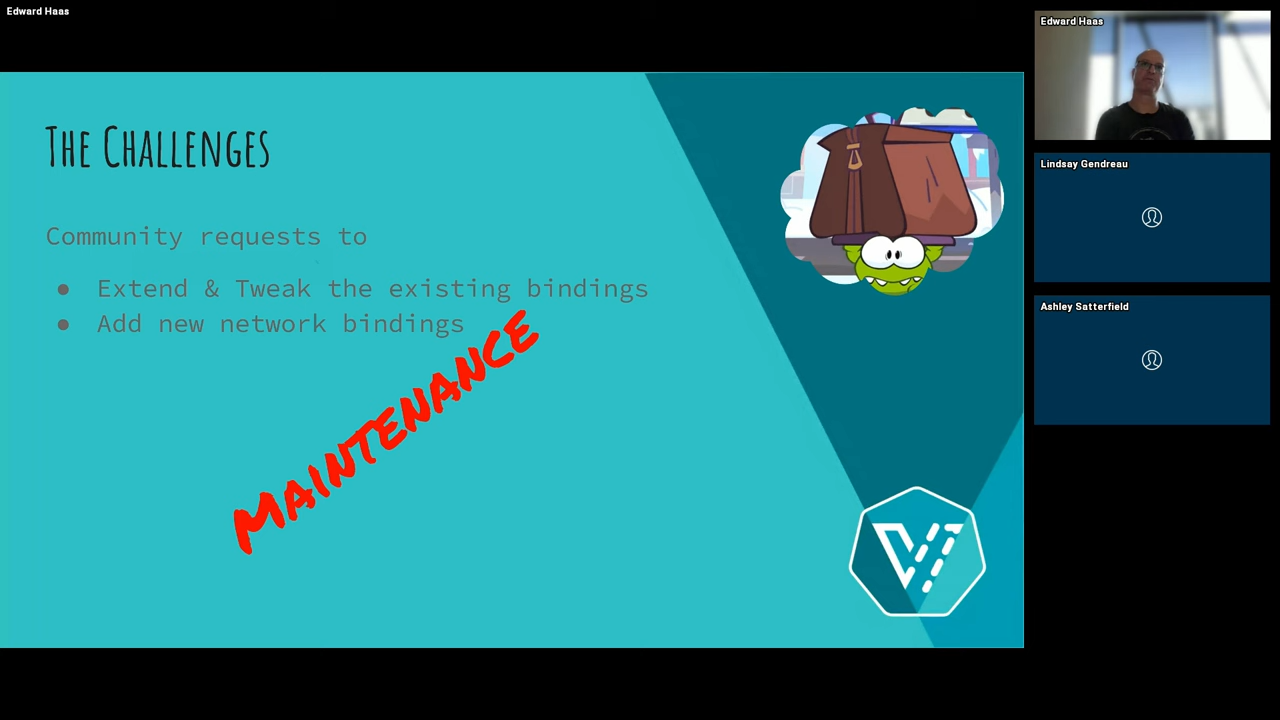 Edward Haas
The Challenges
Community requests to
● Extend & Tweak the existing bindings
● Add new network bindings
MAINTENANCE
Edward Haas
Lindsay Gendreau
Ashley Satterfield